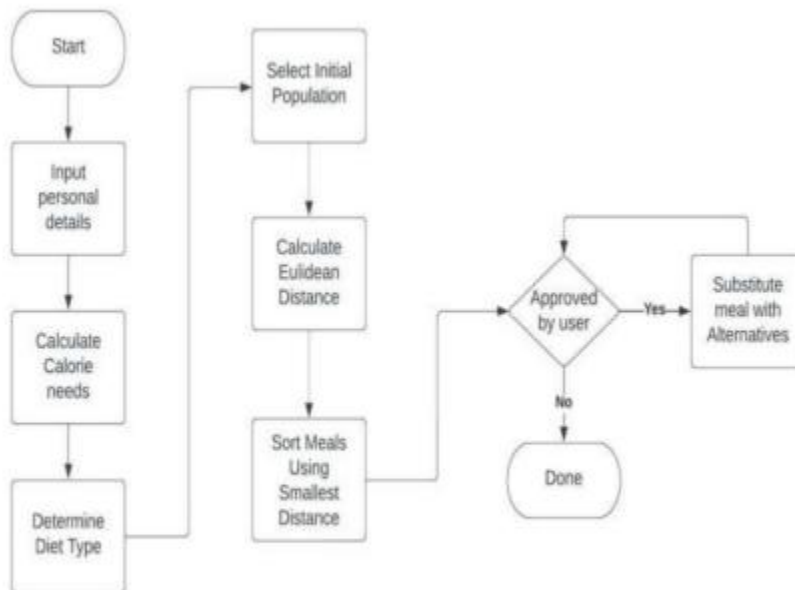 Start
Input
personal
details
Calculate
Calorie
needs
Determine
Diet Type
Select Initial
Population
Calculate
Eulidean
Distance
Sort Meals
Using
Smallest
Distance
Approved
by user
Yes
Substitute
meal with
Alternatives
No
Done